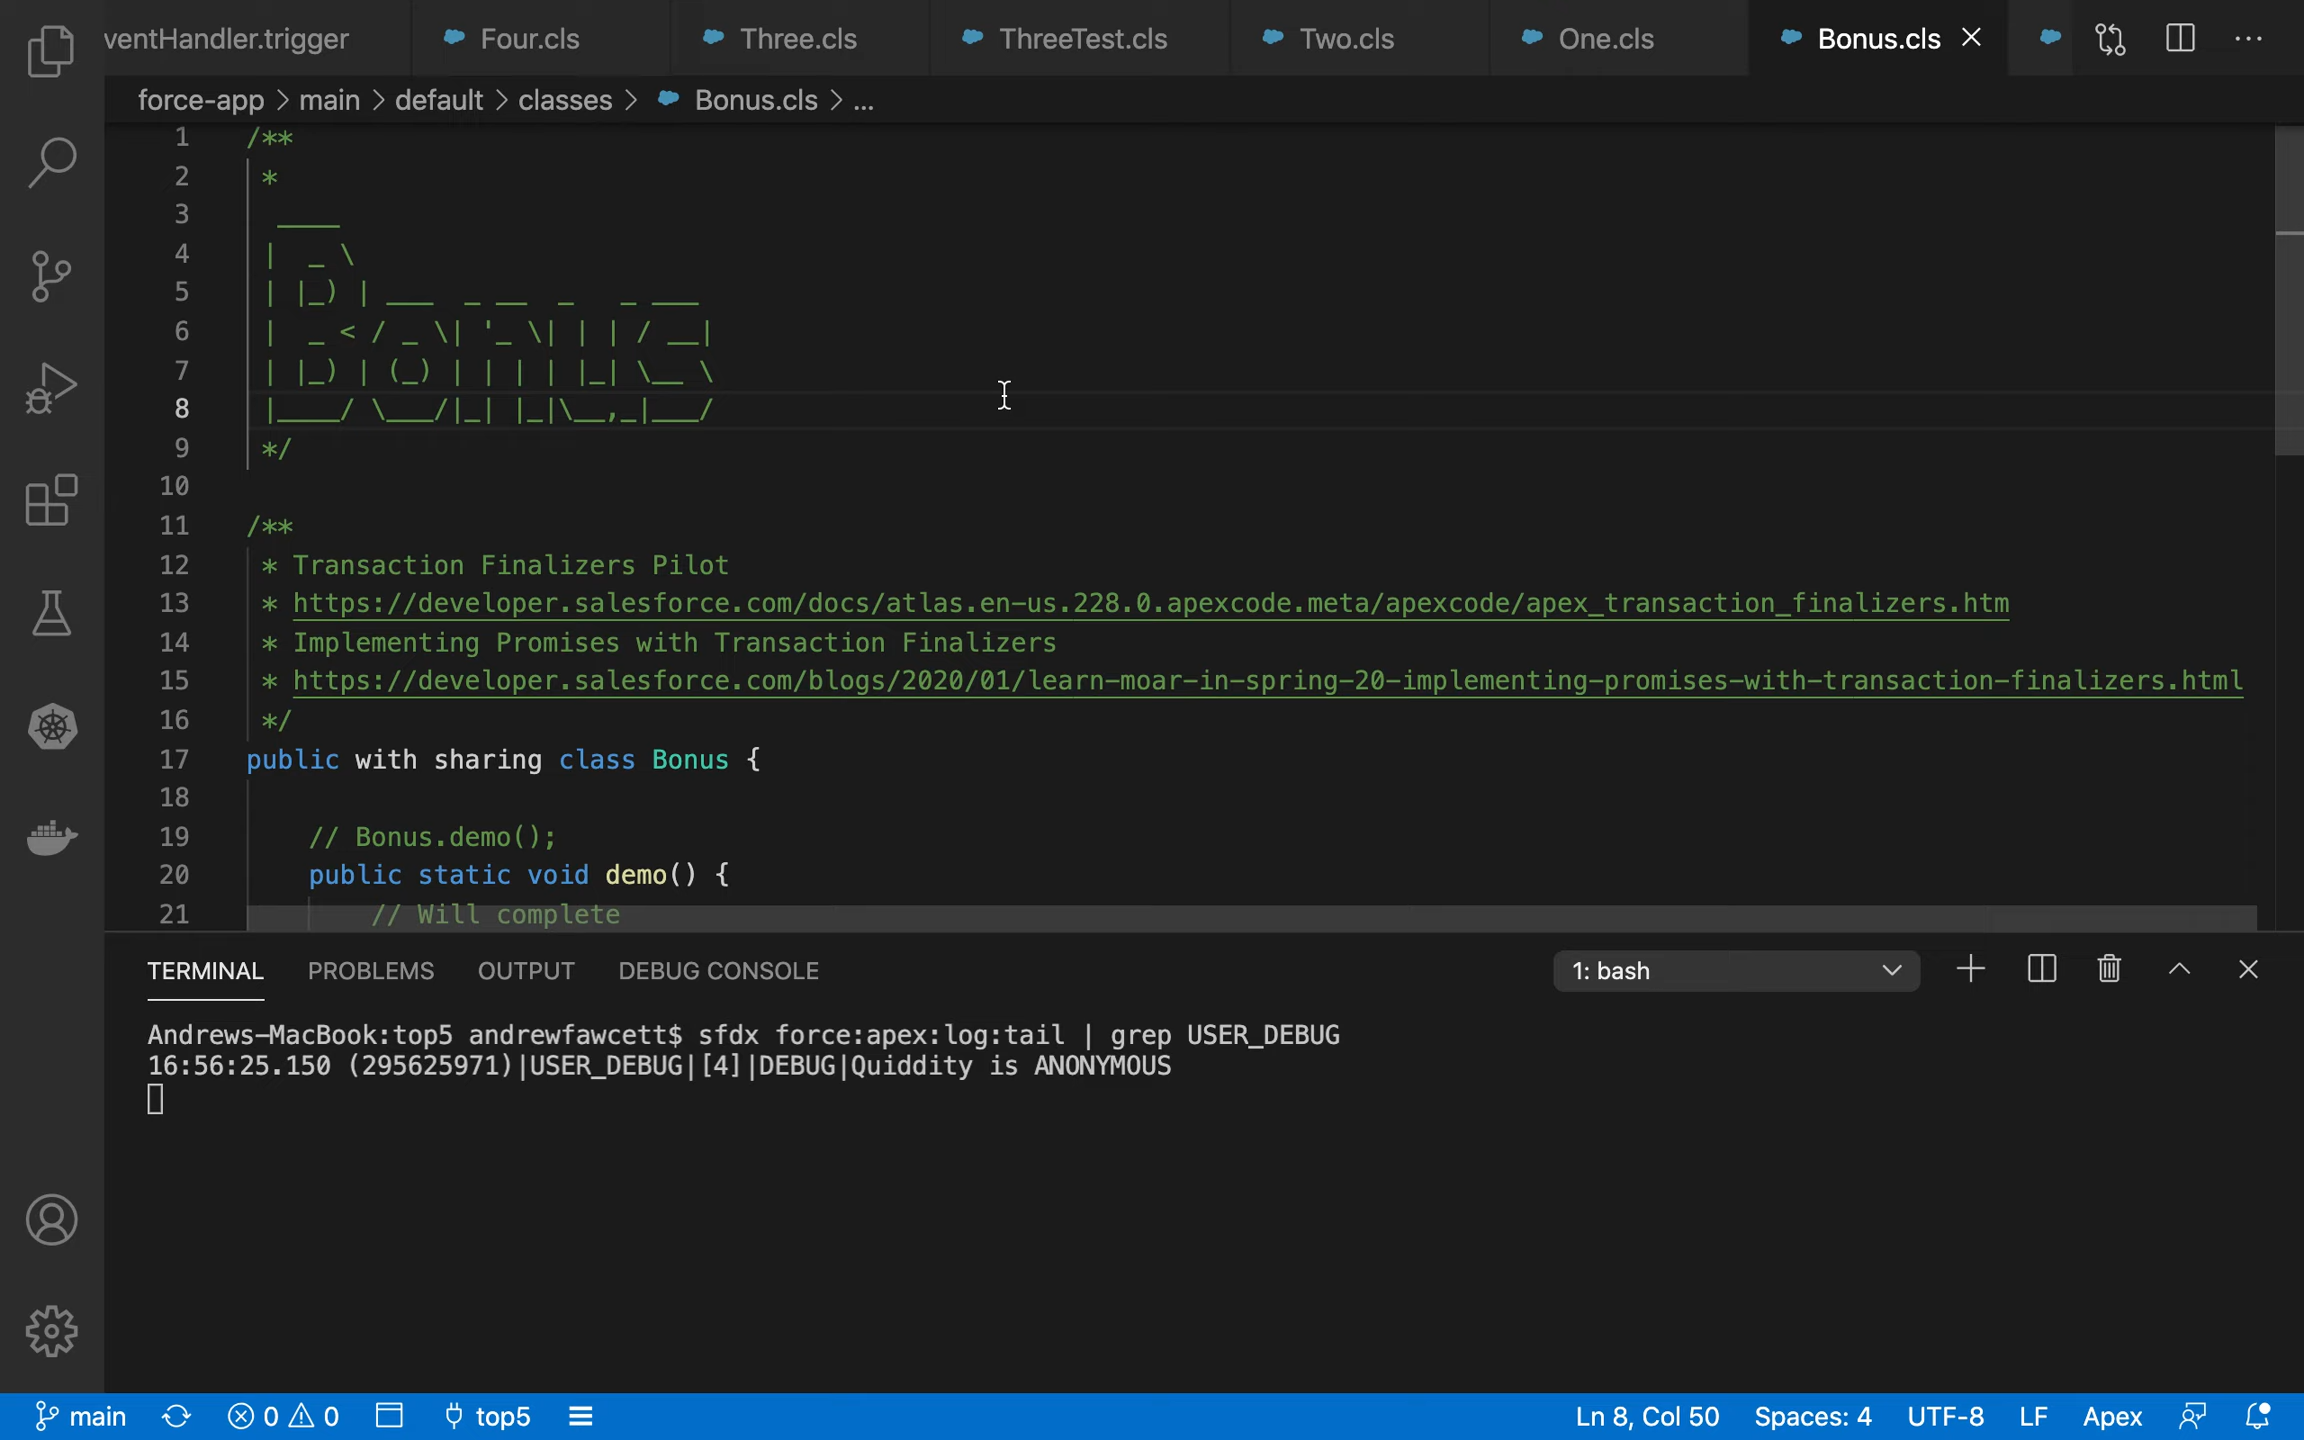 ventHandler.trigger Four.cls Three.cls ThreeTest.cls Two.cls One.cls Bonus.cls
force-app > main > default > classes > Bonus.cls > ...
1 /**
2 *
3  ____
4 |  _ \
5 | |_) | ___  _ __  _   _ ___
6 |  _ < / _ \| '_ \| | | / __|
7 | |_) | (_) | | | | |_| \__ \
8 |____/ \___/|_| |_|\__,_|___/
9 */
10
11 /**
12 * Transaction Finalizers Pilot
13 * https://developer.salesforce.com/docs/atlas.en-us.228.0.apexcode.meta/apexcode/apex_transaction_finalizers.htm
14 * Implementing Promises with Transaction Finalizers
15 * https://developer.salesforce.com/blogs/2020/01/learn-moar-in-spring-20-implementing-promises-with-transaction-finalizers.html
16 */
17 public with sharing class Bonus {
18
19 // Bonus.demo();
20 public static void demo() {
21 // Will complete
TERMINAL PROBLEMS OUTPUT DEBUG CONSOLE 1: bash
Andrews-MacBook:top5 andrewfawcett$ sfdx force:apex:log:tail | grep USER_DEBUG
16:56:25.150 (295625971)|USER_DEBUG|[4]|DEBUG|Quiddity is ANONYMOUS
main 0 0 top5 Ln 8, Col 50 Spaces: 4 UTF-8 LF Apex